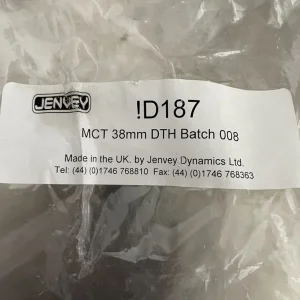 JENVEY
!D187
MCT 38mm DTH Batch 008
Made in the UK. by Jenvey Dynamics Ltd.
Tel: (44) (0)1746 768810 Fax: (44) (0)1746 768363